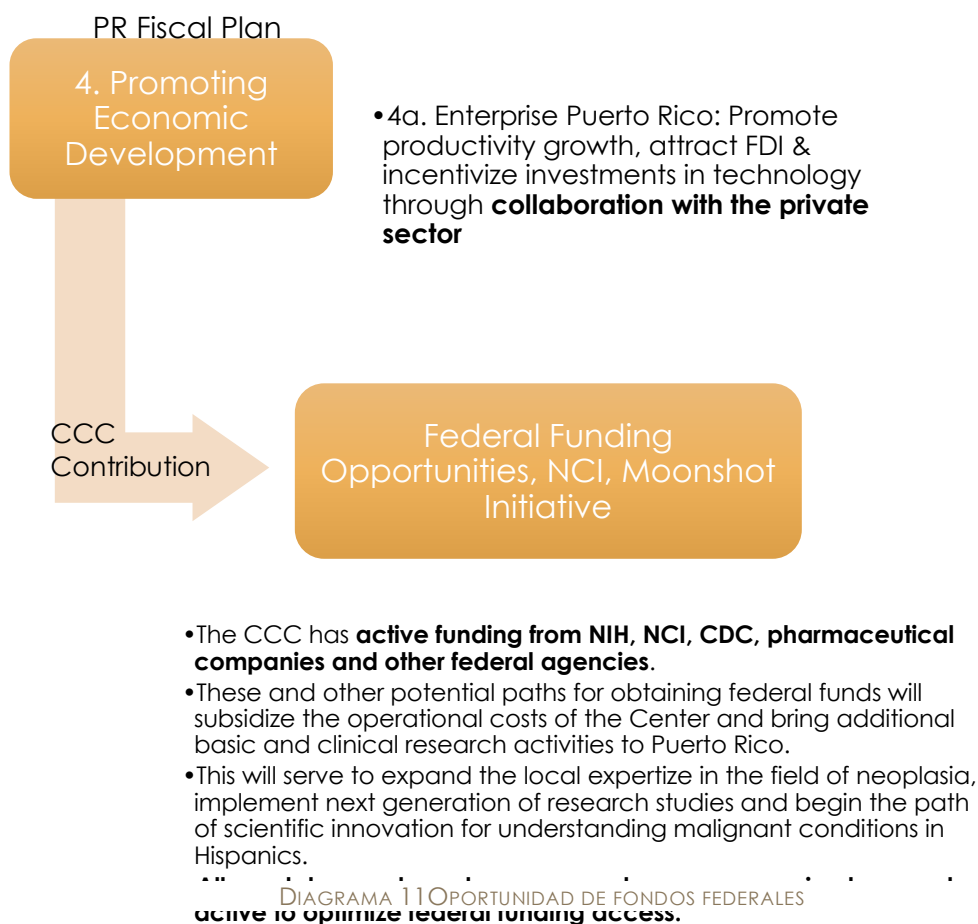 PR Fiscal Plan
4. Promoting
Economic
Development
•4a. Enterprise Puerto Rico: Promote
productivity growth, attract FDI &
incentivize investments in technology
through collaboration with the private
sector
CCC
Contribution
Federal Funding
Opportunities, NCI, Moonshot
Initiative
•The CCC has active funding from NIH, NCI, CDC, pharmaceutical
companies and other federal agencies.
•These and other potential paths for obtaining federal funds will
subsidize the operational costs of the Center and bring additional
basic and clinical research activities to Puerto Rico.
•This will serve to expand the local expertize in the field of neoplasia,
implement next generation of research studies and begin the path
of scientific innovation for understanding malignant conditions in
Hispanics.
DIAGRAMA 11OPORTUNIDAD DE FONDOS FEDERALES
active to optimize federal funding access.